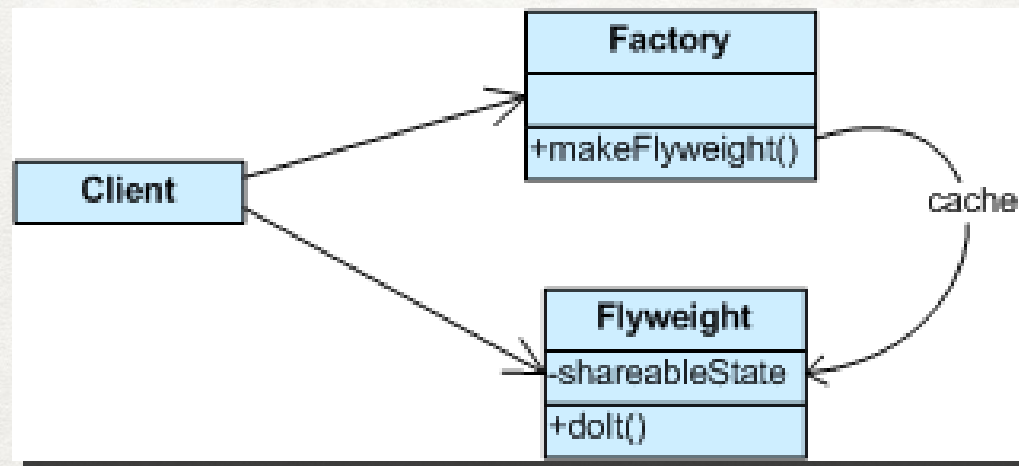 Factory
+makeFlyweight()
Client
cache
Flyweight
-shareableState
+doIt()